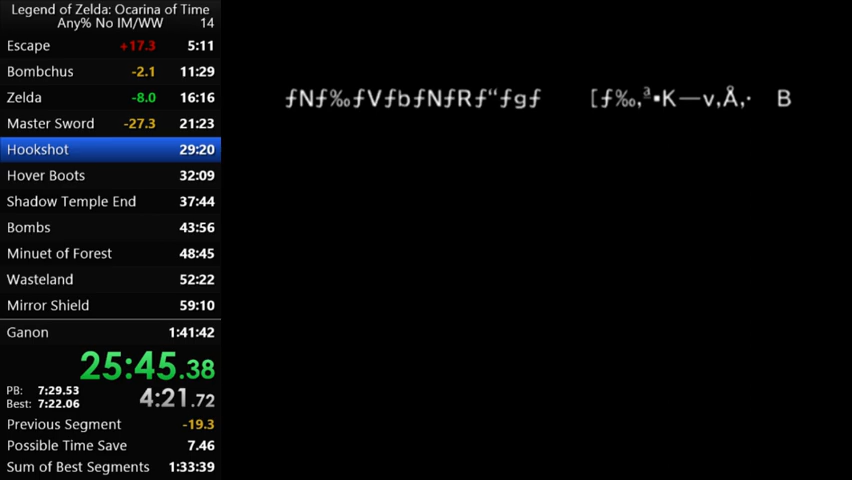 Legend of Zelda: Ocarina of Time
Any% No IM/WW 14
Escape +17.3 5:11
Bombchus -2.1 11:29
Zelda -8.0 16:16
Master Sword -27.3 21:23
Hookshot 29:20
Hover Boots 32:09
Shadow Temple End 37:44
Bombs 43:56
Minuet of Forest 48:45
Wasteland 52:22
Mirror Shield 59:10
Ganon 1:41:42
25:45.38
PB: 7:29.53
Best: 7:22.06
4:21.72
Previous Segment -19.3
Possible Time Save 7.46
Sum of Best Segments 1:33:39
ƒNƒ‰ƒVƒbƒNƒRƒ“ƒgƒ [ƒ‰‚ª•K—v‚Å‚· B